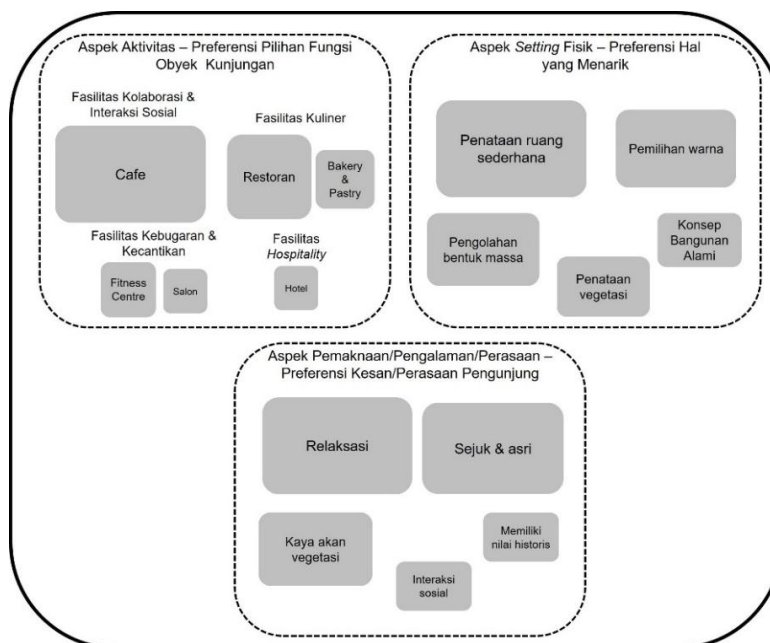 Aspek Aktivitas – Preferensi Pilihan Fungsi
Obyek Kunjungan
Fasilitas Kolaborasi &
Interaksi Sosial
Cafe
Fasilitas Kuliner
Restoran
Bakery
&
Pastry
Fasilitas Kebugaran &
Kecantikan
Fitness
Centre
Salon
Fasilitas
Hospitality
Hotel
Aspek Setting Fisik – Preferensi Hal
yang Menarik
Penataan ruang
sederhana
Pemilihan warna
Pengolahan
bentuk massa
Penataan
vegetasi
Konsep
Bangunan
Alami
Aspek Pemaknaan/Pengalaman/Perasaan –
Preferensi Kesan/Perasaan Pengunjung
Relaksasi
Sejuk & asri
Kaya akan
vegetasi
Interaksi
sosial
Memiliki
nilai historis